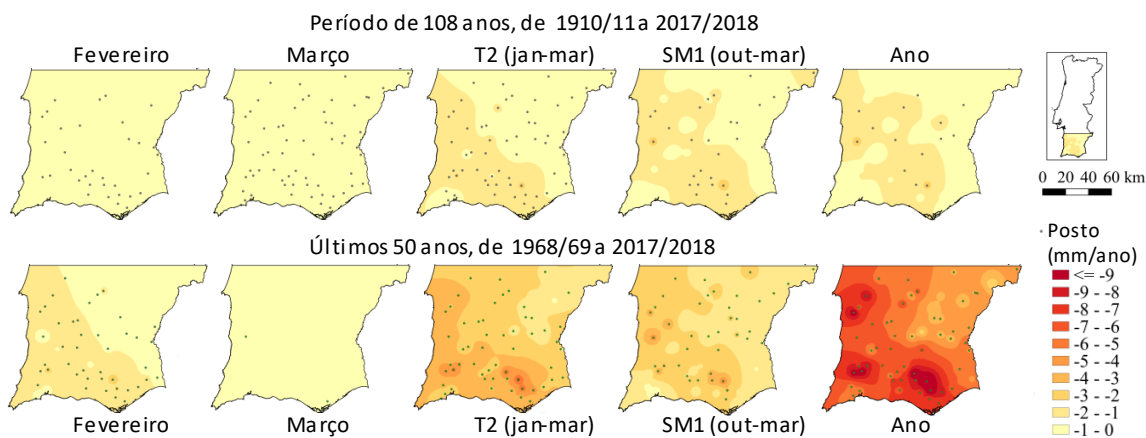 Período de 108 anos, de 1910/11 a 2017/2018
Fevereiro Março T2 (jan-mar) SM1 (out-mar) Ano
0 20 40 60 km
Últimos 50 anos, de 1968/69 a 2017/2018
Posto
(mm/ano)
<= -9
-9 - -8
-8 - -7
-7 - -6
-6 - -5
-5 - -4
-4 - -3
-3 - -2
-2 - -1
-1 - 0
Fevereiro Março T2 (jan-mar) SM1 (out-mar) Ano